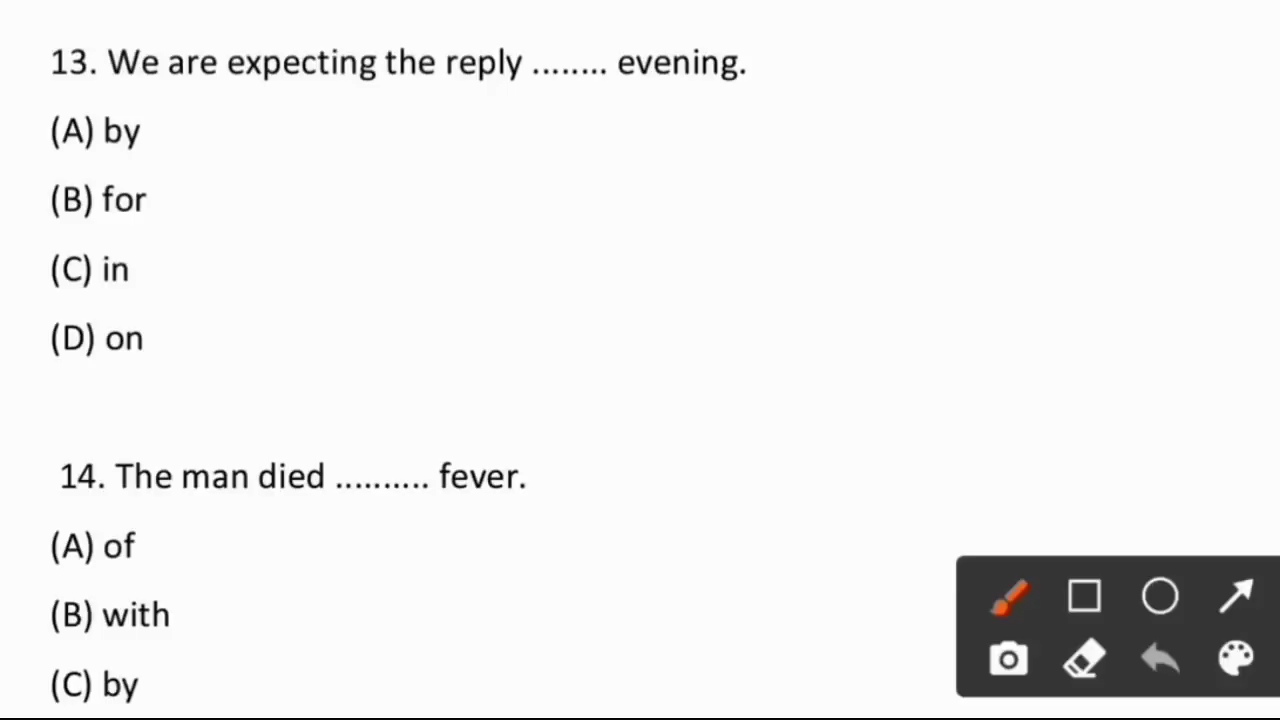 13. We are expecting the reply ........ evening.
(A) by
(B) for
(C) in
(D) on
14. The man died .......... fever.
(A) of
(B) with
(C) by